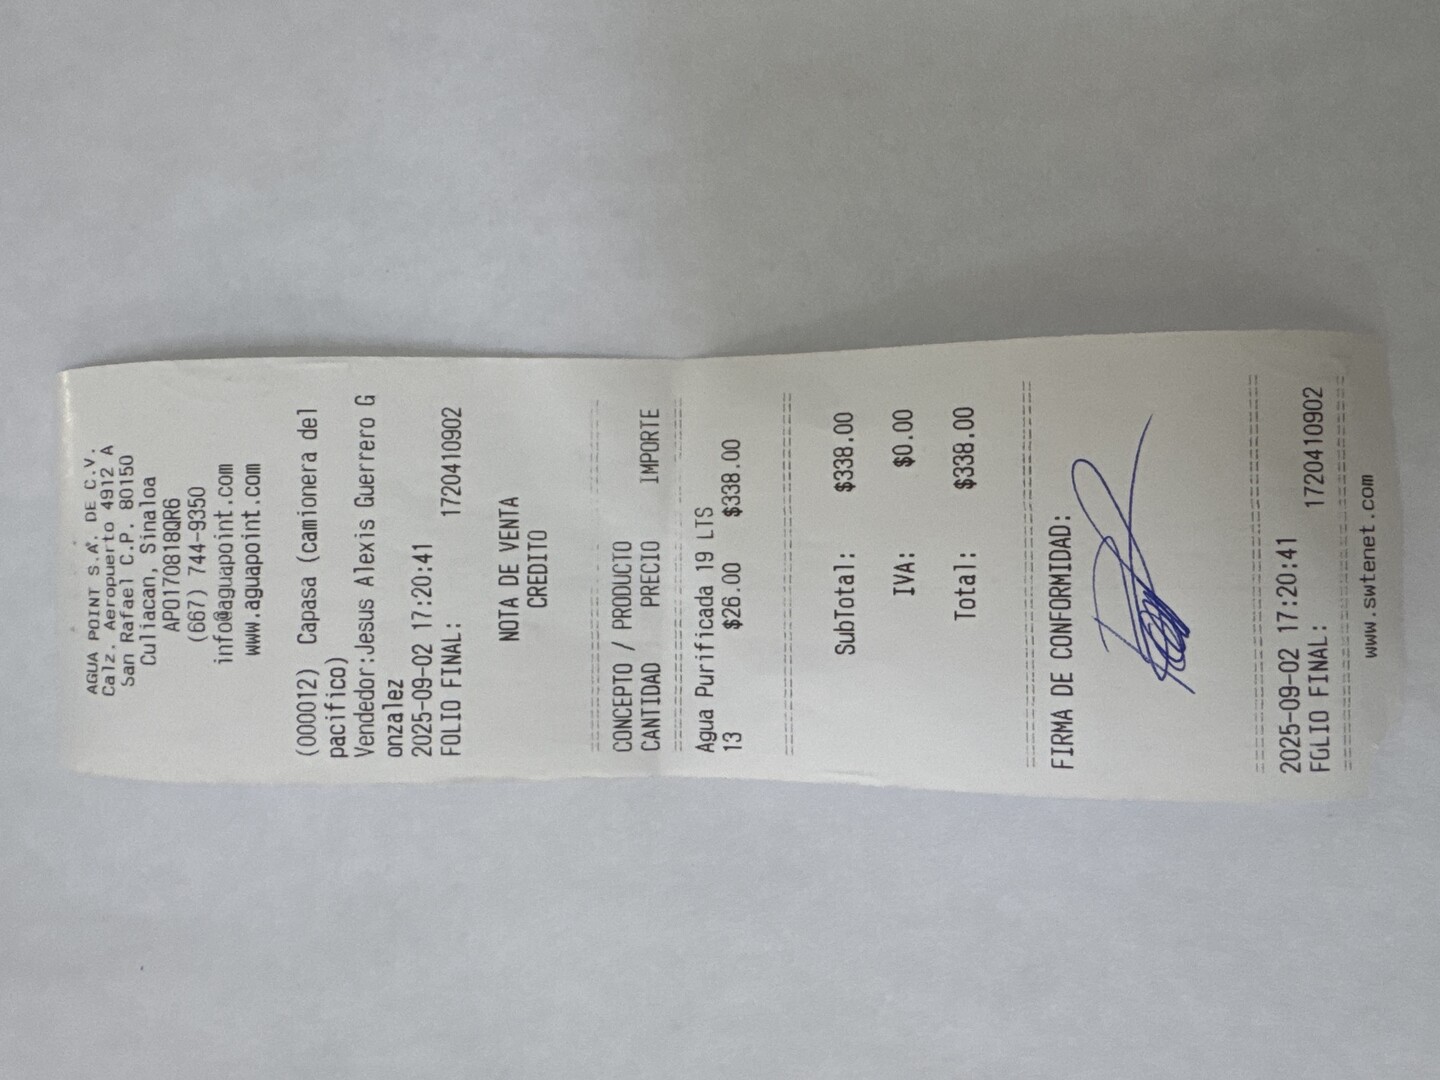 AGUA POINT S.A. DE C.V.
Calz. Aeropuerto 4912 A
San Rafael C.P. 80150
Culiacan, Sinaloa
APO170818QR6
(667) 744-9350
info@aguapoint.com
www.aguapoint.com
(000012) Capasa (camionera del
pacifico)
Vendedor:Jesus Alexis Guerrero G
onzalez
2025-09-02 17:20:41
FOLIO FINAL: 1720410902
NOTA DE VENTA
CREDITO
================================
CONCEPTO / PRODUCTO
CANTIDAD PRECIO IMPORTE
================================
Agua Purificada 19 LTS
13 $26.00 $338.00
================================
SubTotal: $338.00
IVA: $0.00
Total: $338.00
================================
FIRMA DE CONFORMIDAD:
================================
2025-09-02 17:20:41
FOLIO FINAL: 1720410902
================================
www.swtenet.com